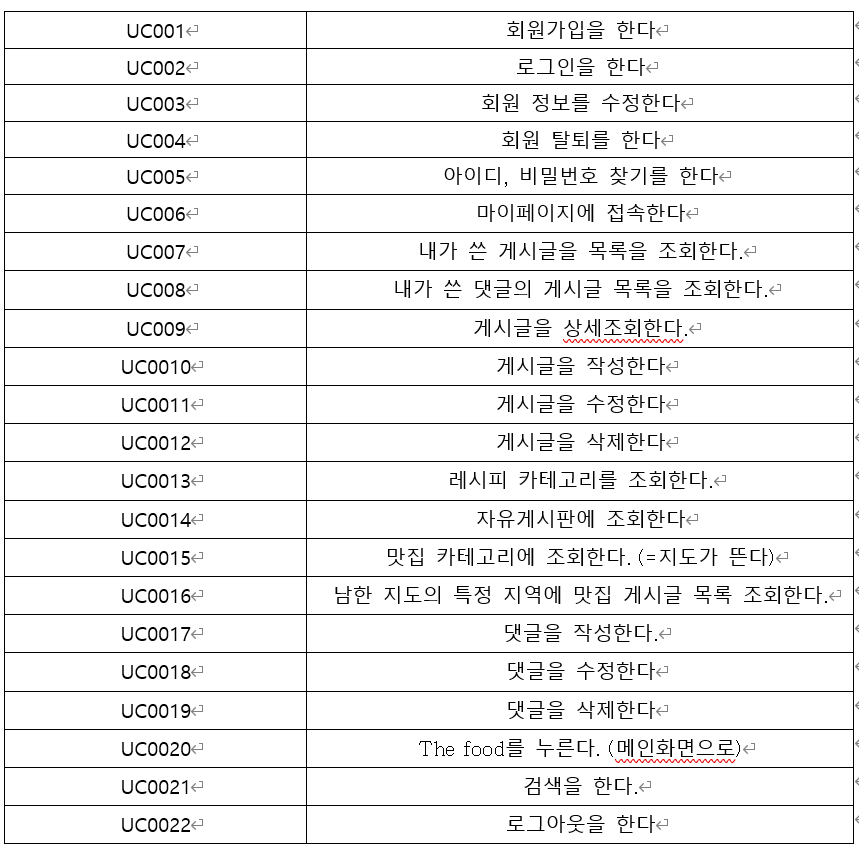 UC001 회원가입을 한다
UC002 로그인을 한다
UC003 회원 정보를 수정한다
UC004 회원 탈퇴를 한다
UC005 아이디, 비밀번호 찾기를 한다
UC006 마이페이지에 접속한다
UC007 내가 쓴 게시글을 목록을 조회한다.
UC008 내가 쓴 댓글의 게시글 목록을 조회한다.
UC009 게시글을 상세조회한다.
UC0010 게시글을 작성한다
UC0011 게시글을 수정한다
UC0012 게시글을 삭제한다
UC0013 레시피 카테고리를 조회한다.
UC0014 자유게시판에 조회한다
UC0015 맛집 카테고리에 조회한다. (=지도가 뜬다)
UC0016 남한 지도의 특정 지역에 맛집 게시글 목록 조회한다.
UC0017 댓글을 작성한다.
UC0018 댓글을 수정한다
UC0019 댓글을 삭제한다
UC0020 The food를 누른다. (메인화면으로)
UC0021 검색을 한다.
UC0022 로그아웃을 한다